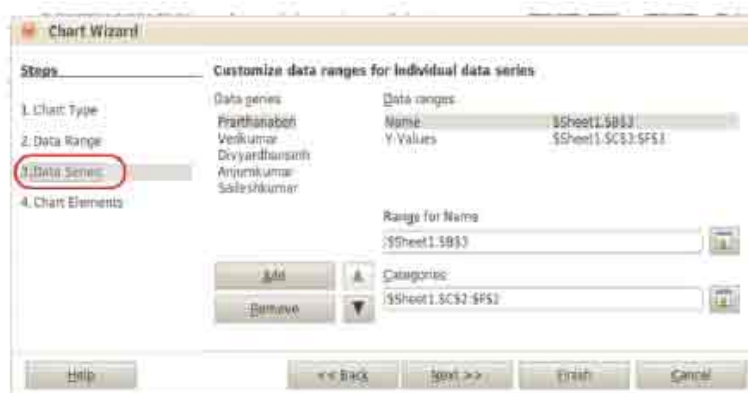 Chart Wizard
Steps
1. Chart Type
2. Data Range
3. Data Series
4. Chart Elements
Customize data ranges for individual data series
Data series
Prarthanaben
Vedkumar
Anjumkumar
Saileshkumar
Data ranges
Name $Sheet1.$B$3
Y-Values $Sheet1.$C$3:$F$3
Range for Name
$Sheet1.$B$3
Add
Remove
Categories
$Sheet1.$C$2:$F$2
Help
<< Back
Next >>
Finish
Cancel